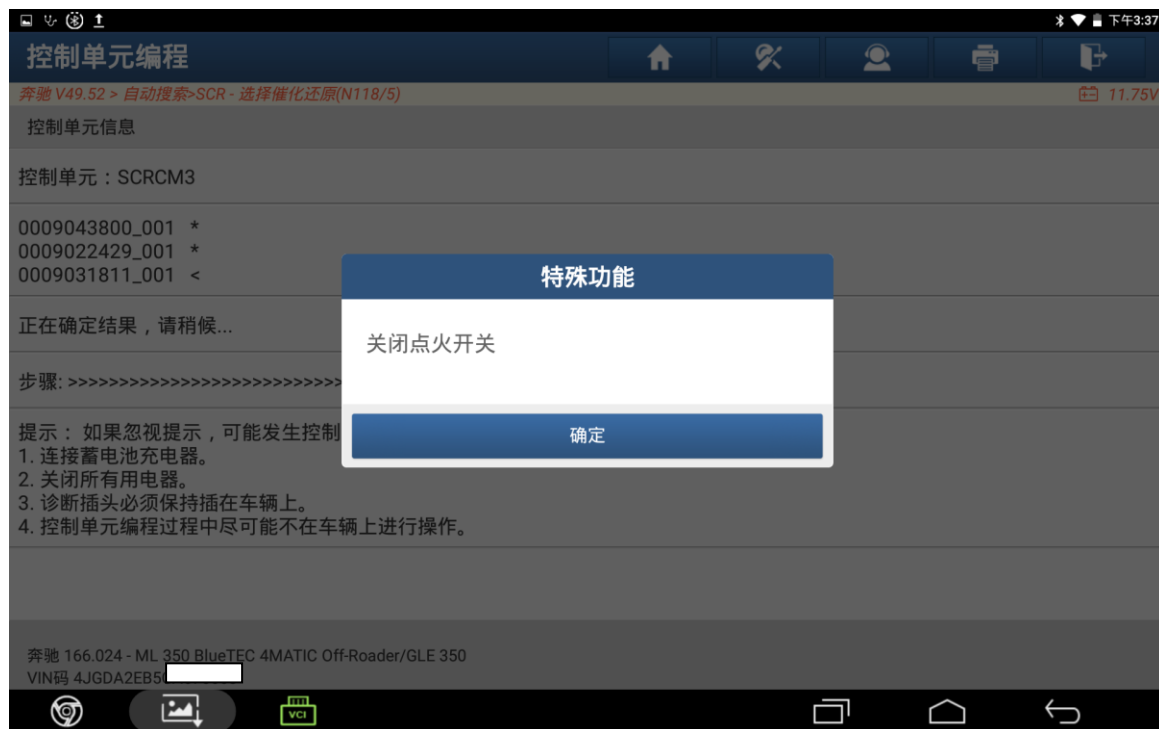 下午3:37
控制单元编程
奔驰 V49.52 > 自动搜索>SCR - 选择催化还原(N118/5)
11.75V
控制单元信息
控制单元：SCRCM3
0009043800_001 *
0009022429_001 *
0009031811_001 <
特殊功能
正在确定结果，请稍候...
关闭点火开关
步骤: >>>>>>>>>>>>>>>>>>>>>>>>>>>
确定
提示： 如果忽视提示，可能发生控制
1. 连接蓄电池充电器。
2. 关闭所有用电器。
3. 诊断插头必须保持插在车辆上。
4. 控制单元编程过程中尽可能不在车辆上进行操作。
奔驰 166.024 - ML 350 BlueTEC 4MATIC Off-Roader/GLE 350
VIN码 4JGDA2EB5
VCI